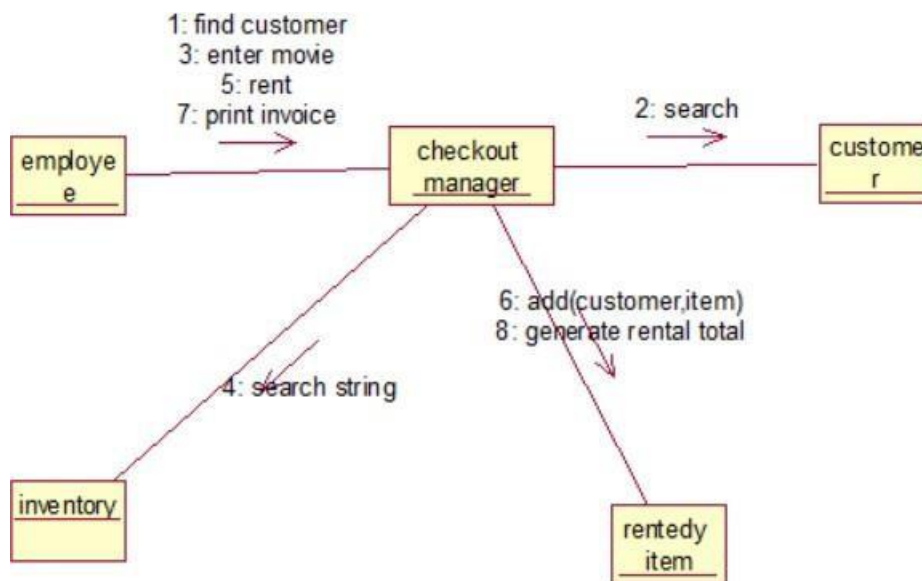 1: find customer
3: enter movie
5: rent
7: print invoice
2: search
employe
e
checkout
manager
custome
r
6: add(customer,item)
8: generate rental total
4: search string
inventory
rentedy
item